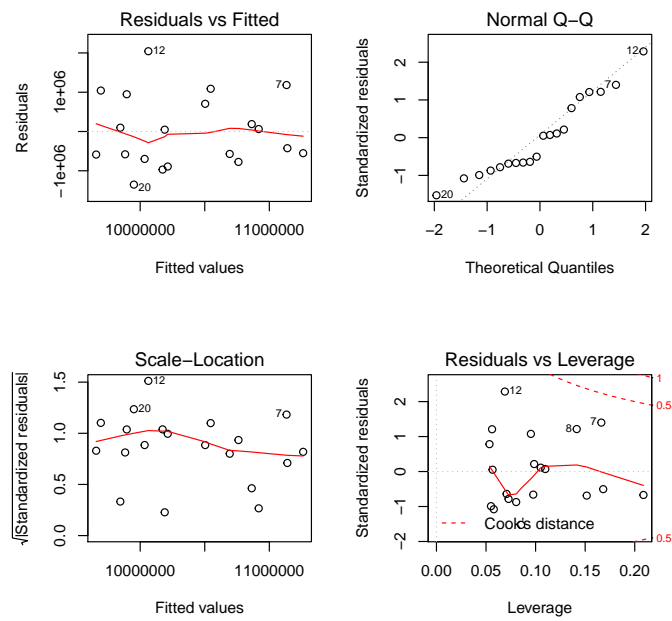 Residuals vs Fitted
Residuals
−1e+06
1e+06
12
7
20
10000000
11000000
Fitted values
Normal Q−Q
Standardized residuals
−1
0
1
2
12
7
20
−2
−1
0
1
2
Theoretical Quantiles
Scale−Location
√|Standardized residuals|
0.0
0.5
1.0
1.5
12
20
7
10000000
11000000
Fitted values
Residuals vs Leverage
Standardized residuals
−2
−1
0
1
2
12
8
7
1
0.5
0.5
Cook's distance
0.00
0.05
0.10
0.15
0.20
Leverage